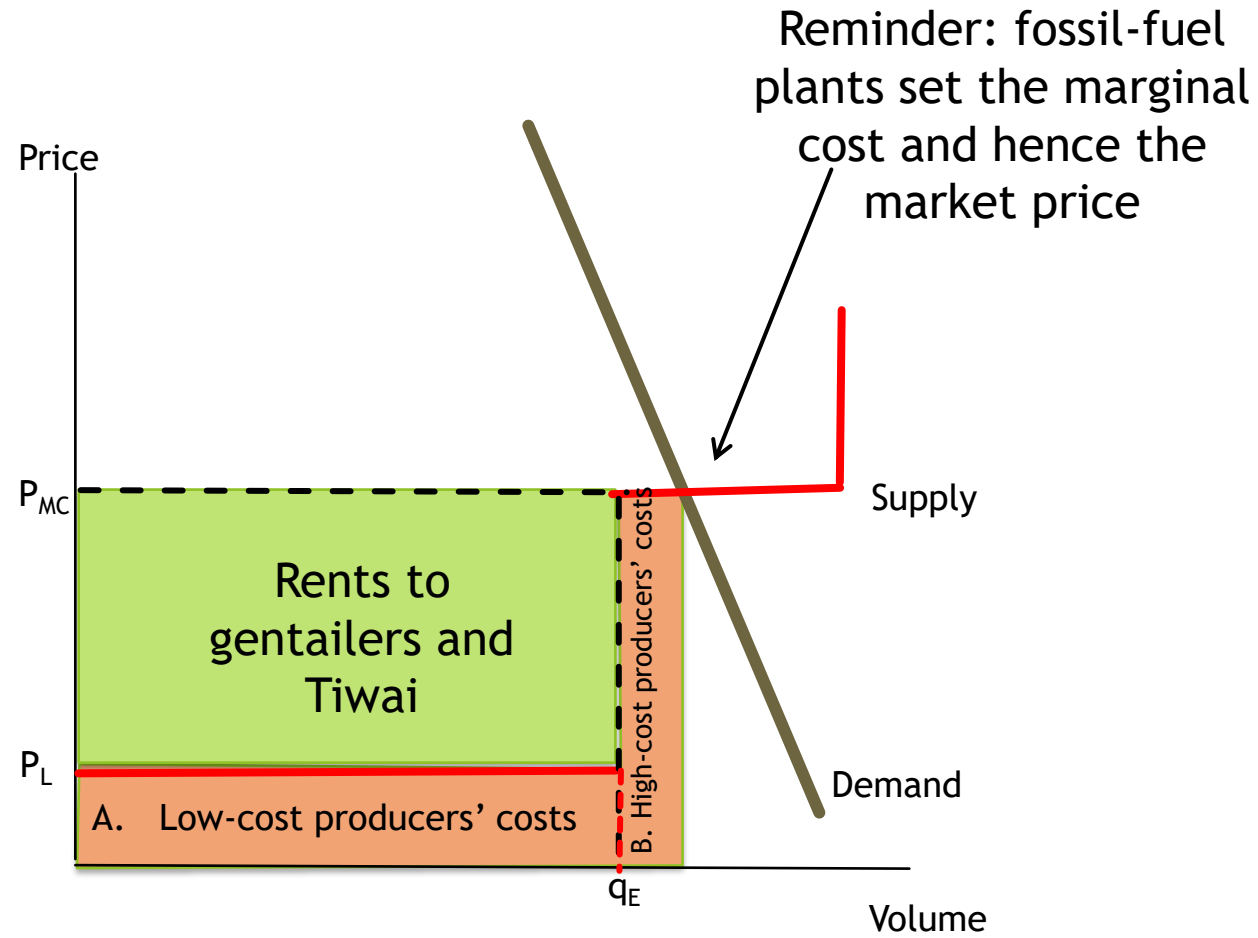 Reminder: fossil-fuel
plants set the marginal
cost and hence the
market price
Price
PMC
Supply
Rents to
gentailers and
Tiwai
B. High-cost producers’ costs
PL
Demand
A. Low-cost producers’ costs
qE
Volume